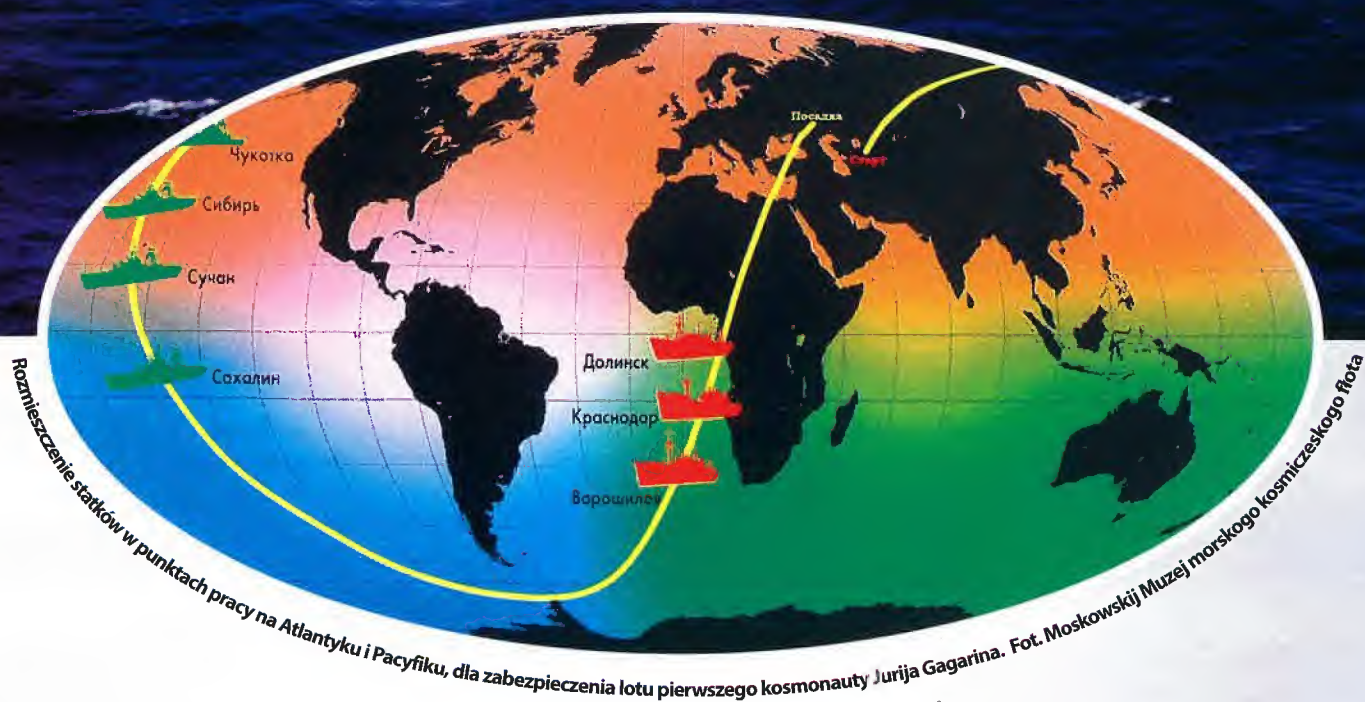 Посадка
Старт
Чукотка
Сибирь
Сучан
Сахалин
Долинск
Краснодар
Ворошилов
Rozmieszczenie statków w punktach pracy na Atlantyku i Pacyfiku, dla zabezpieczenia lotu pierwszego kosmonauty Jurija Gagarina. Fot. Moskowskij Muzej morskogo kosmiczeskogo fłota